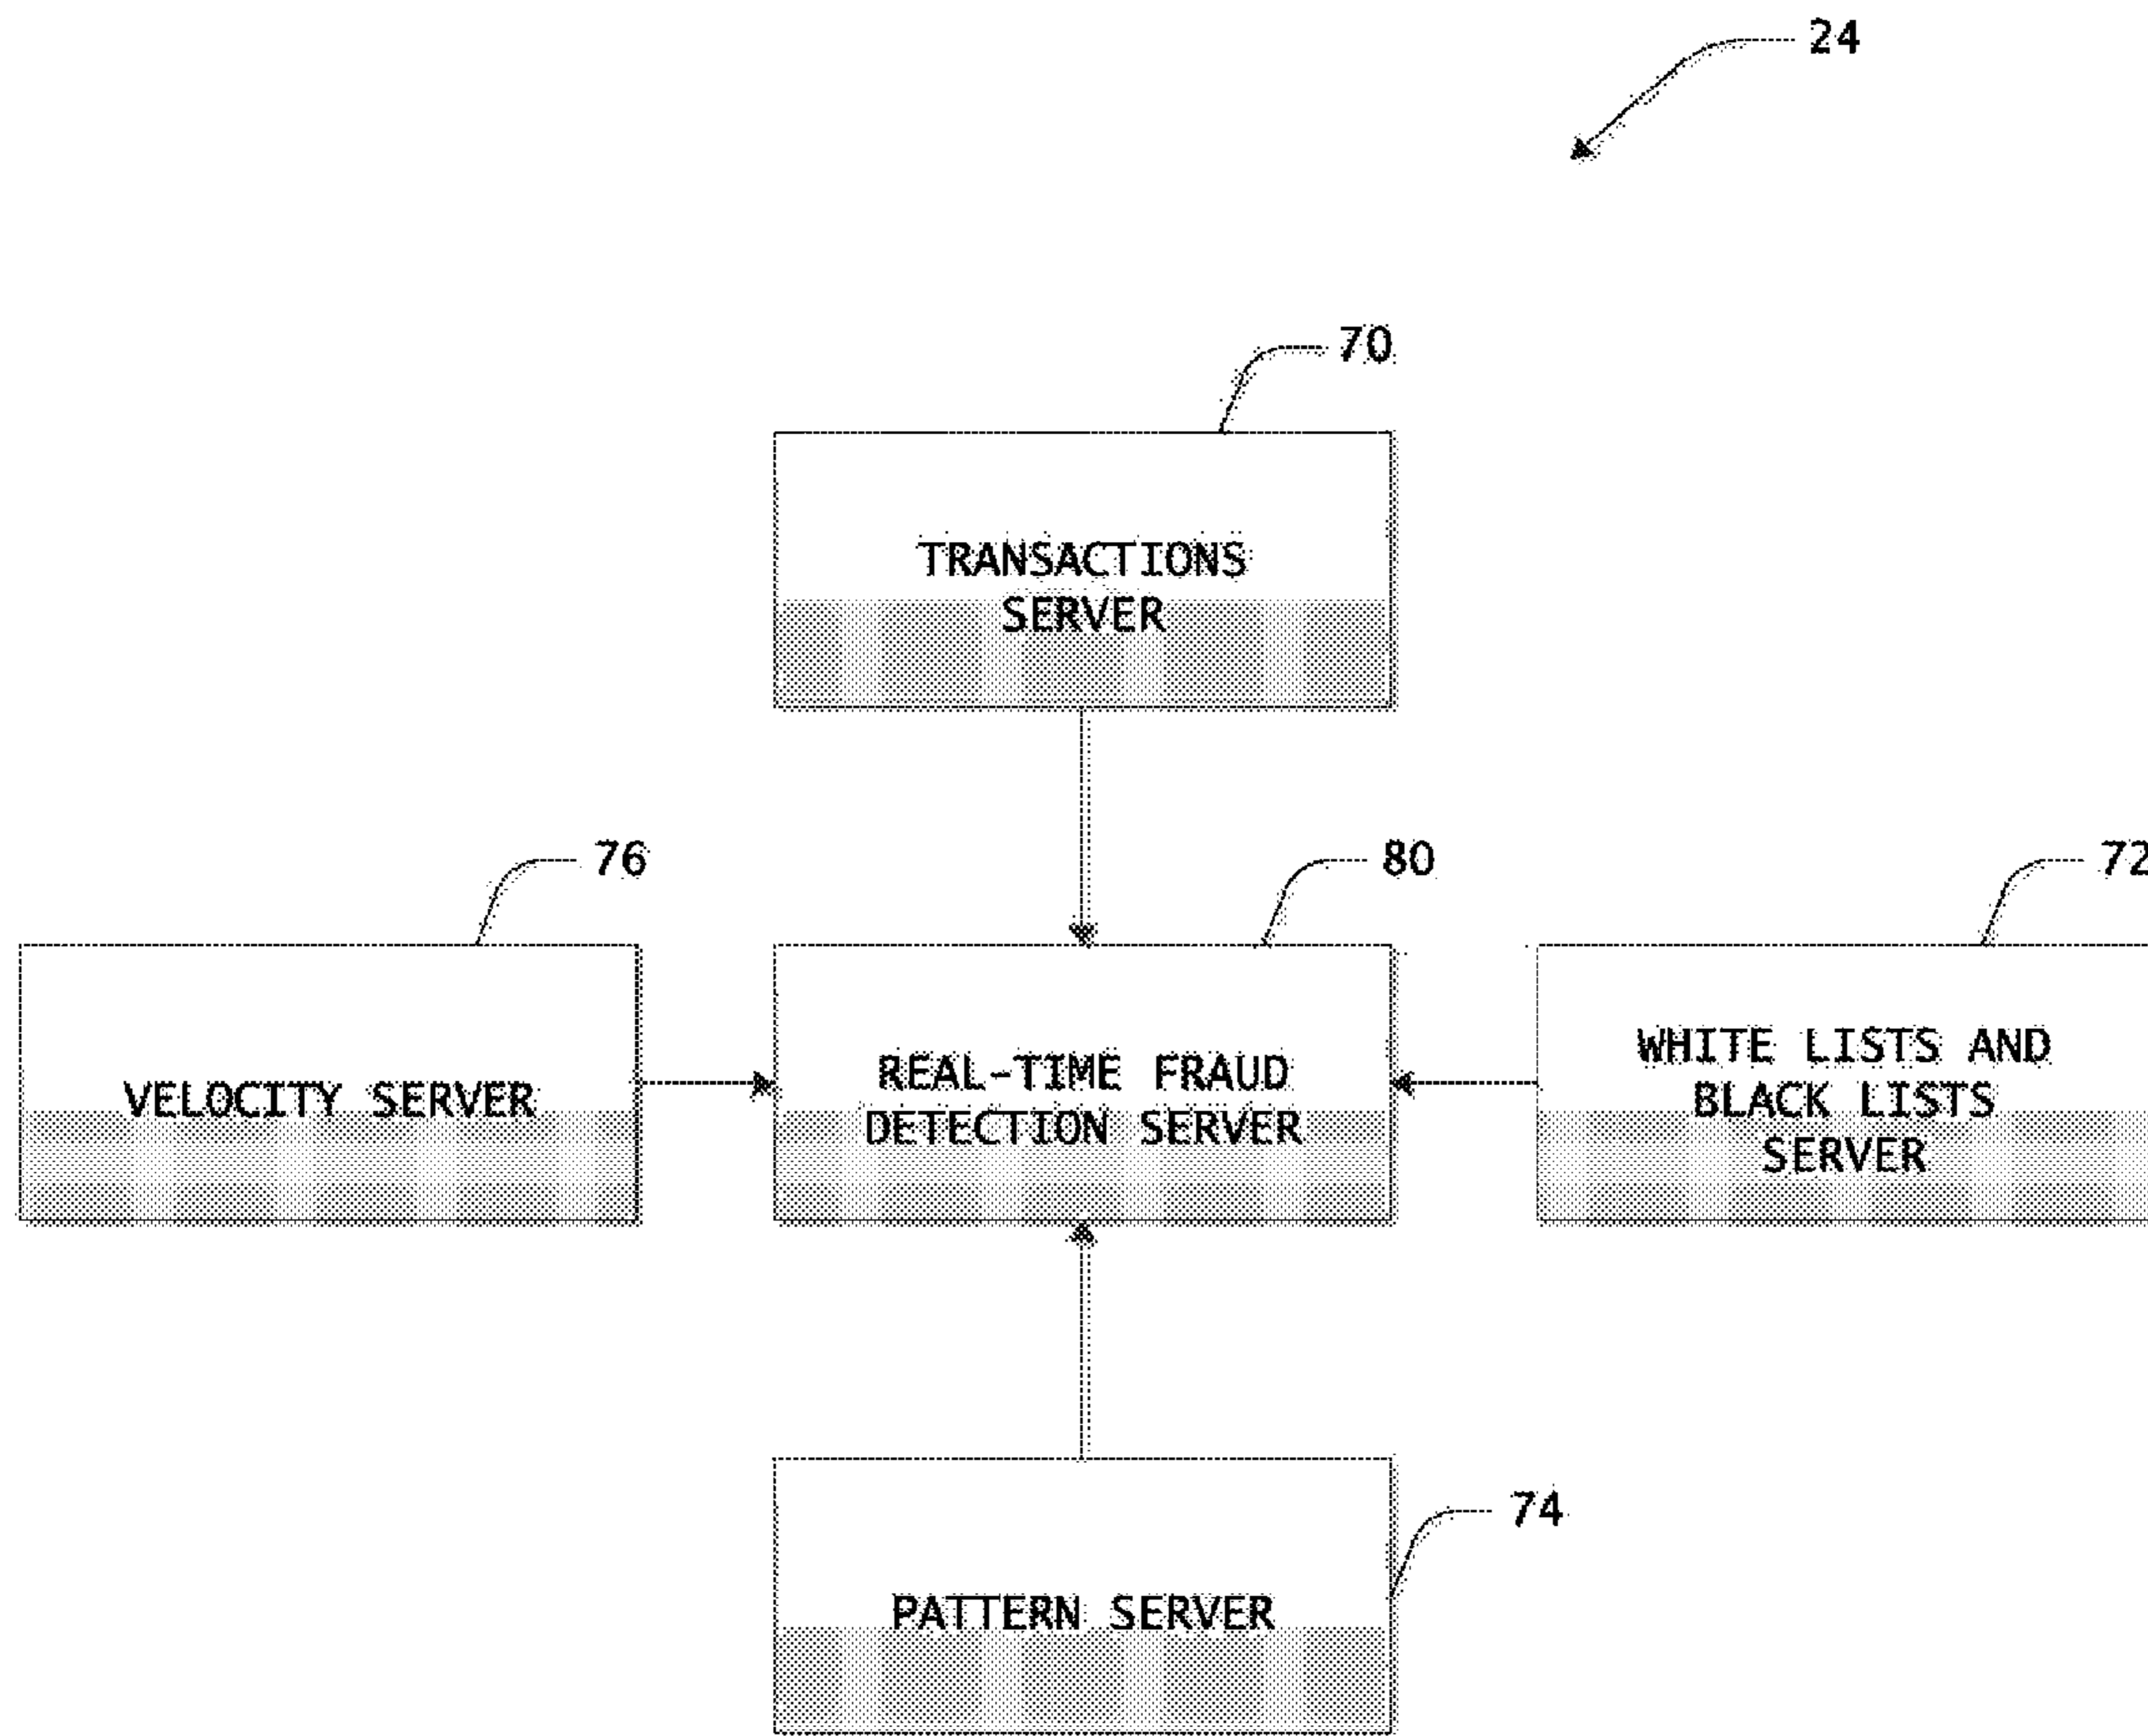 24
70
TRANSACTIONS
SERVER
76
80
72
VELOCITY SERVER
REAL-TIME FRAUD
DETECTION SERVER
WHITE LISTS AND
BLACK LISTS
SERVER
74
PATTERN SERVER